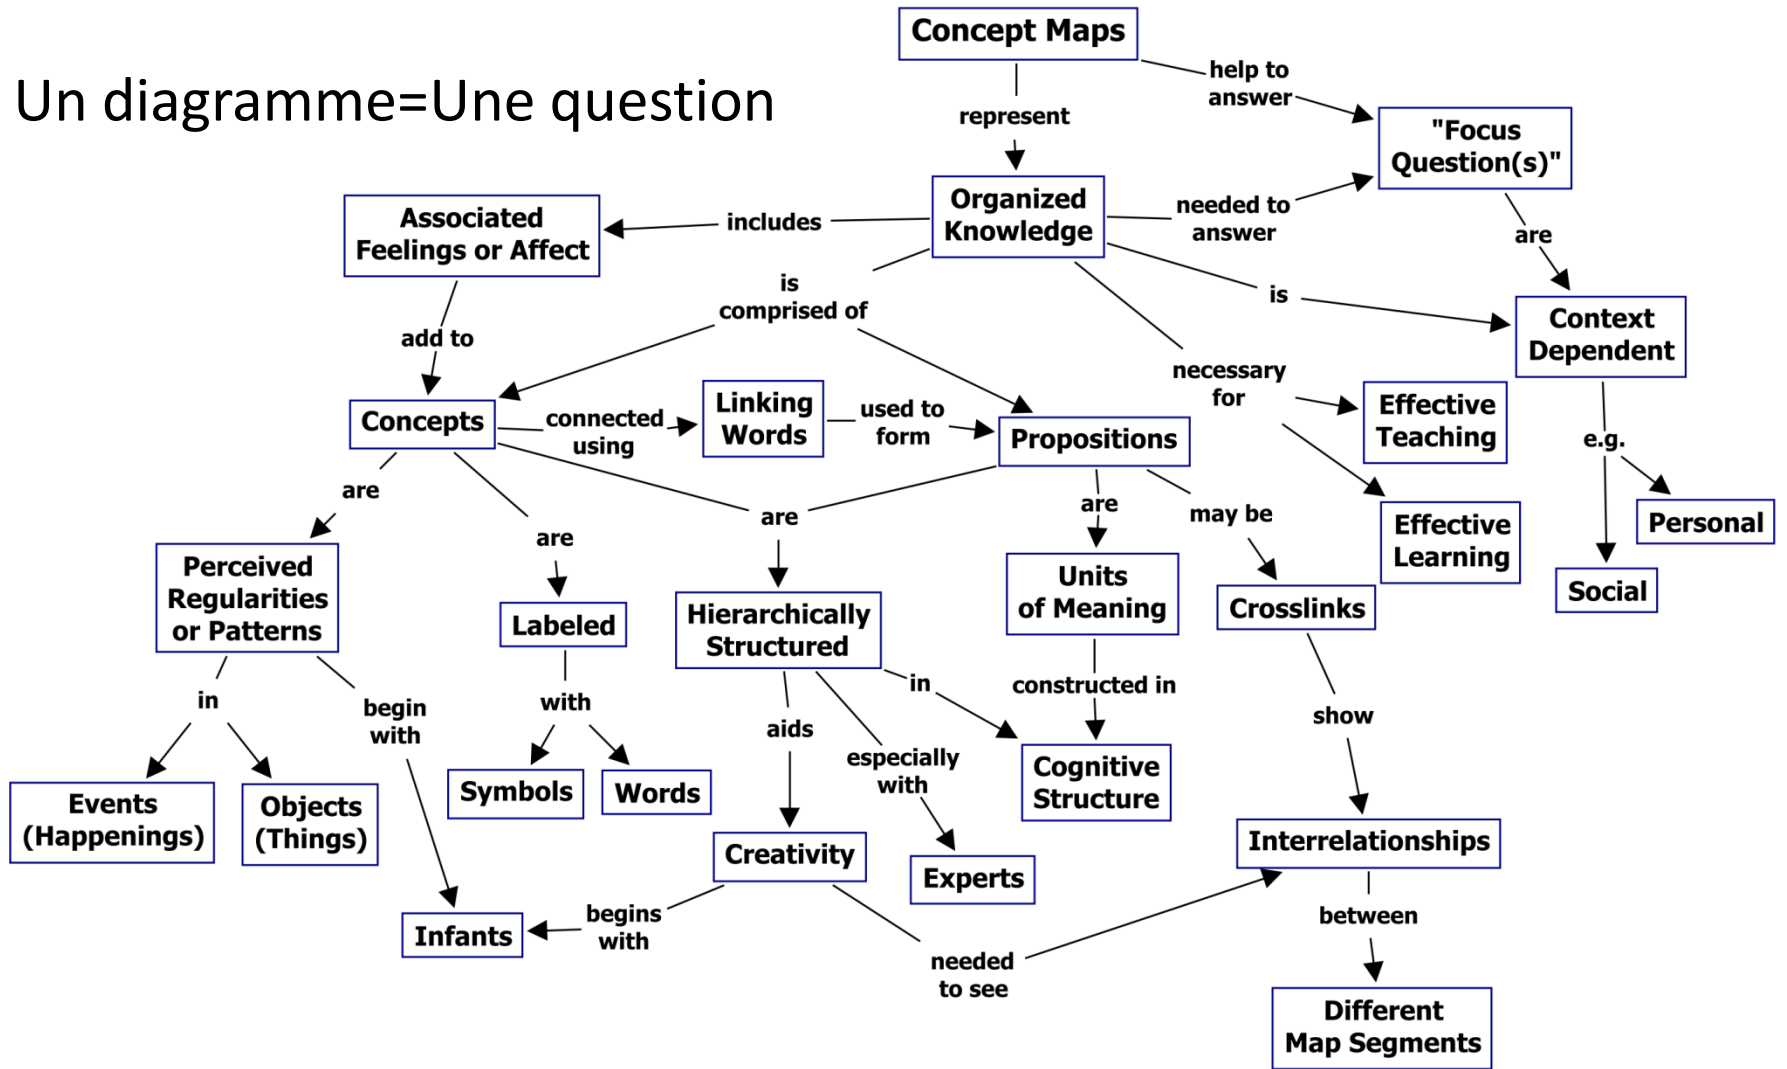 Concept Maps
help to
answer
Un diagramme=Une question
represent
"Focus
Question(s)"
Organized
Knowledge
needed to
answer
Associated
Feelings or Affect
includes
are
is
comprised of
is
Context
Dependent
add to
necessary
for
Concepts
connected
using
Linking
Words
used to
form
Propositions
Effective
Teaching
e.g.
are
are
are
are
may be
Effective
Learning
Personal
Social
Perceived
Regularities
or Patterns
Labeled
Hierarchically
Structured
Units
of Meaning
Crosslinks
in
begin
with
with
aids
especially
with
in
constructed in
show
Events
(Happenings)
Objects
(Things)
Symbols
Words
Cognitive
Structure
Creativity
Experts
Interrelationships
Infants
begins
with
needed
to see
between
Different
Map Segments